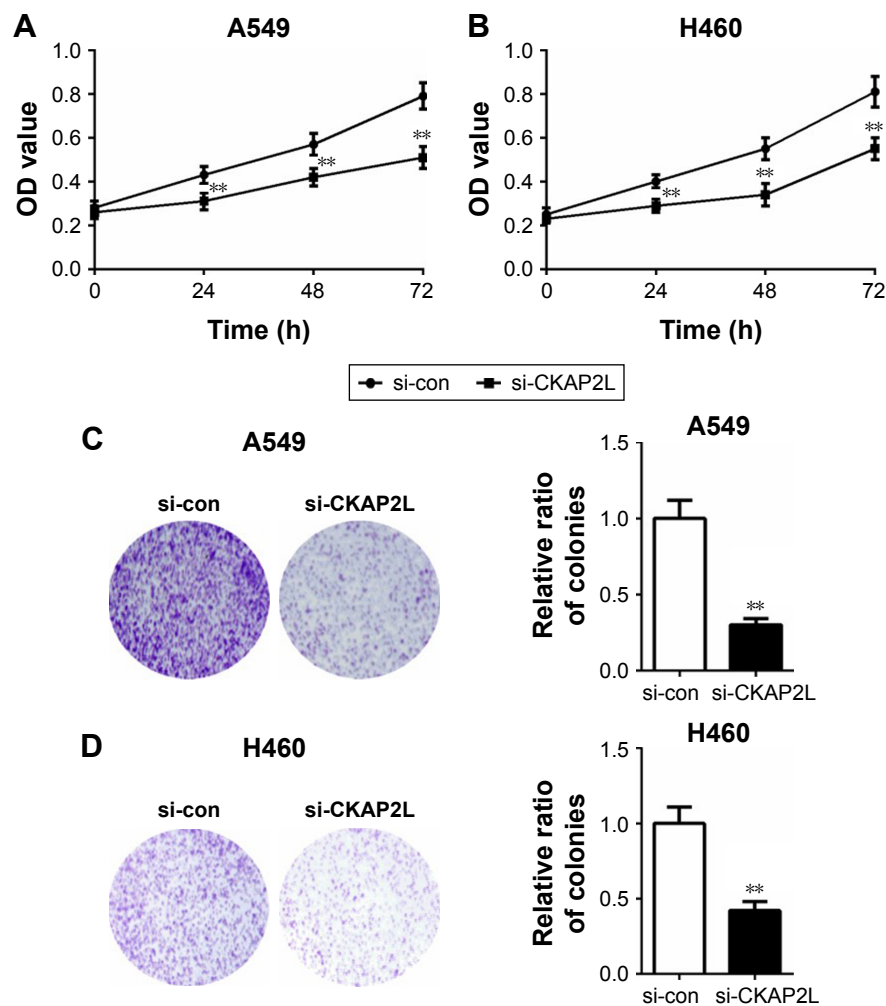 A
A549
1.0
0.8
0.6
0.4
0.2
0.0
OD value
**
**
**
0
24
48
72
Time (h)
B
H460
1.0
0.8
0.6
0.4
0.2
0.0
OD value
**
**
**
0
24
48
72
Time (h)
si-con
si-CKAP2L
C
A549
si-con
si-CKAP2L
A549
1.5
1.0
0.5
0.0
Relative ratio
of colonies
**
si-con
si-CKAP2L
D
H460
si-con
si-CKAP2L
H460
1.5
1.0
0.5
0.0
Relative ratio
of colonies
**
si-con
si-CKAP2L